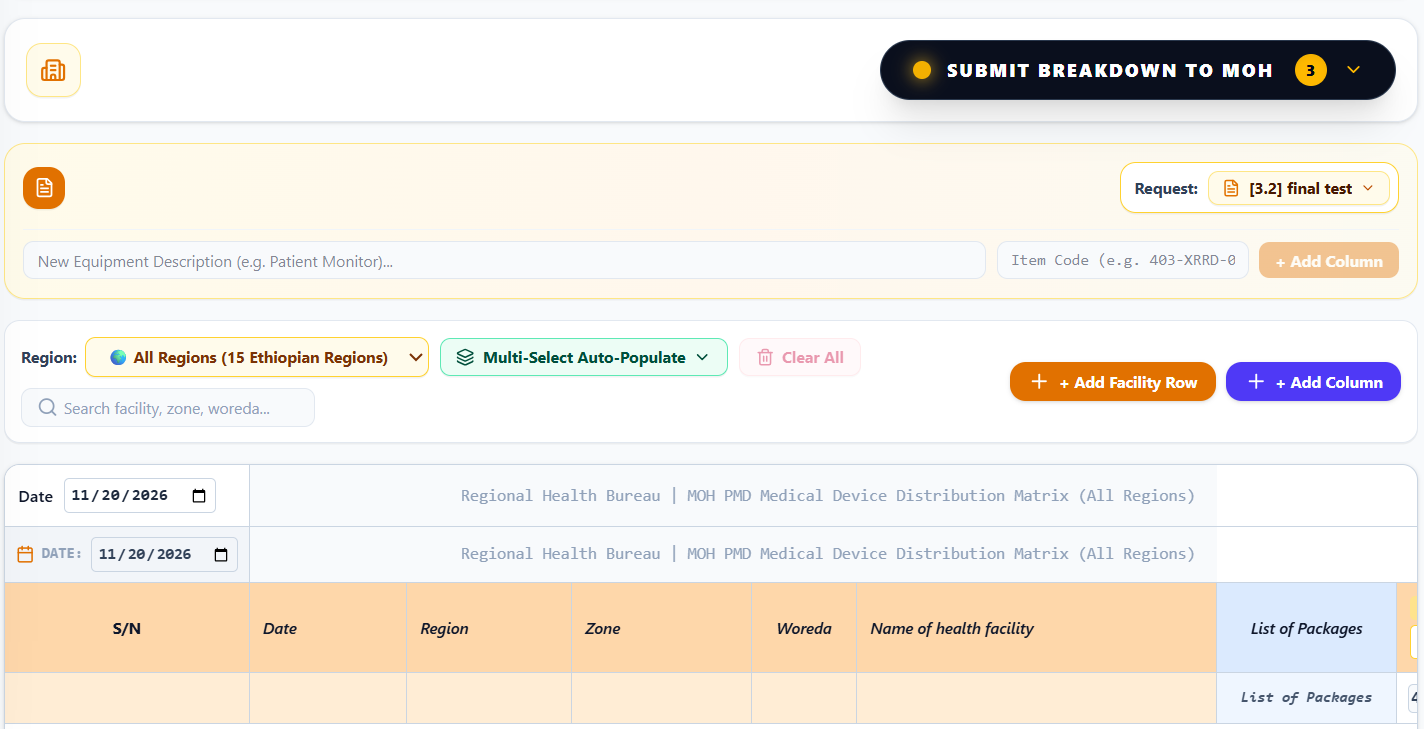 SUBMIT BREAKDOWN TO MOH 3
Request: [3.2] final test
New Equipment Description (e.g. Patient Monitor)...
Item Code (e.g. 403-XRRD-0
+ Add Column
Region: All Regions (15 Ethiopian Regions)
Multi-Select Auto-Populate
Clear All
Search facility, zone, woreda...
+ Add Facility Row
+ Add Column
Date 11/20/2026
Regional Health Bureau | MOH PMD Medical Device Distribution Matrix (All Regions)
DATE: 11/20/2026
Regional Health Bureau | MOH PMD Medical Device Distribution Matrix (All Regions)
S/N Date Region Zone Woreda Name of health facility List of Packages
List of Packages